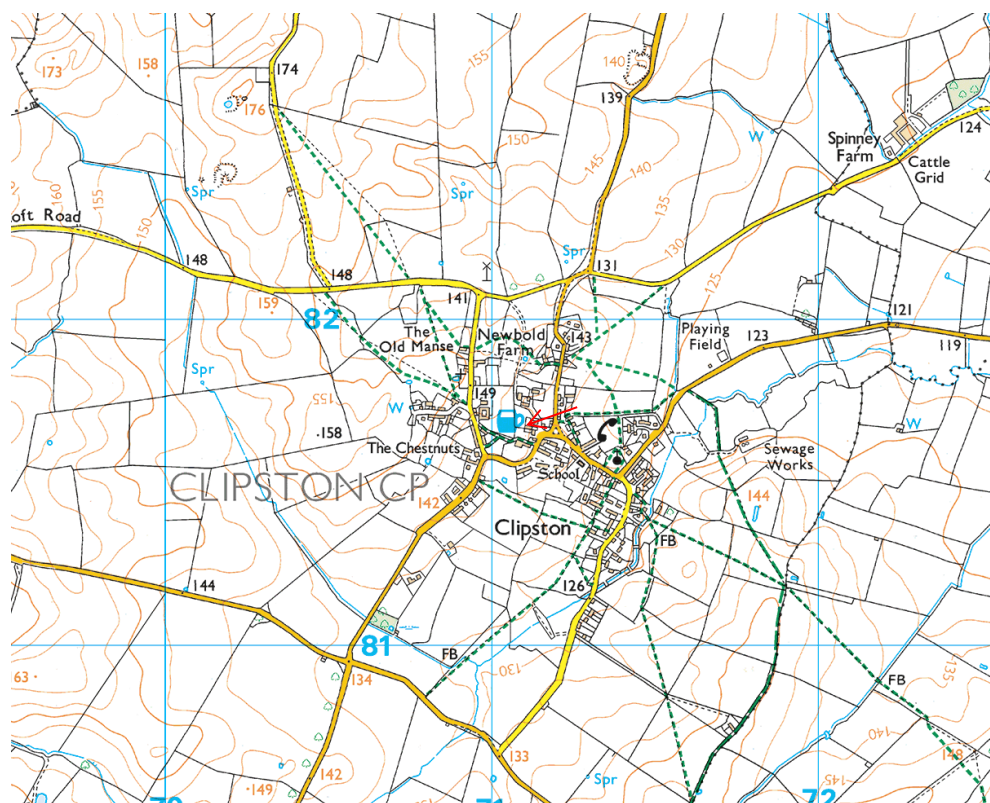 173
158
174
155
140
139
176
150
145
140
W
124
Spinney
Farm
Cattle
Grid
160
155
Spr
Spr
135
150
oft Road
130
148
148
Spr
131
159
141
125
82
The
Old Manse
Newbold
Farm
143
Playing
Field
123
121
119
Spr
149
155
W
158
The Chestnuts
W
School
Sewage
Works
CLIPSTON CP
142
144
Clipston
FB
144
126
81
FB
130
134
63
135
FB
133
140
148
142
149
Spr
145
70
71
72